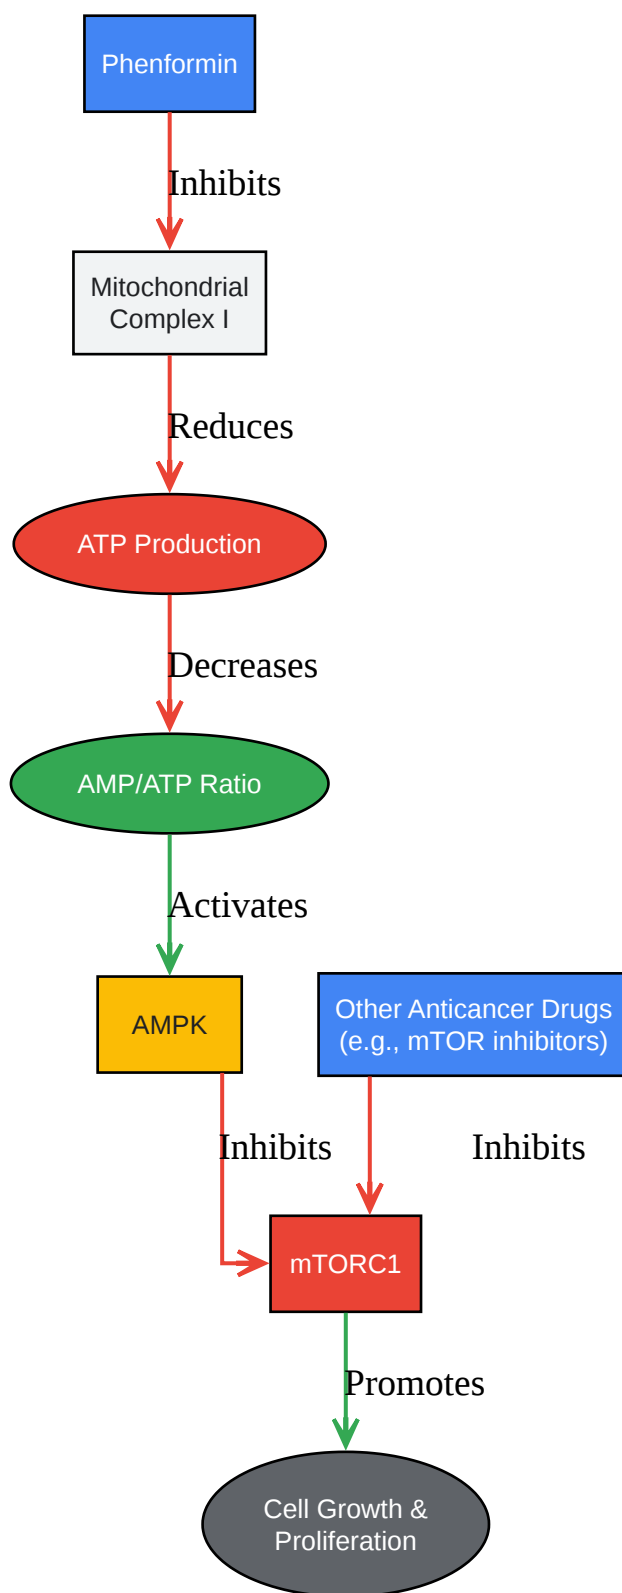 Phenformin
Inhibits
Mitochondrial
Complex I
Reduces
ATP Production
Decreases
AMP/ATP Ratio
Activates
AMPK
Other Anticancer Drugs
(e.g., mTOR inhibitors)
Inhibits
Inhibits
mTORC1
Promotes
Cell Growth &
Proliferation